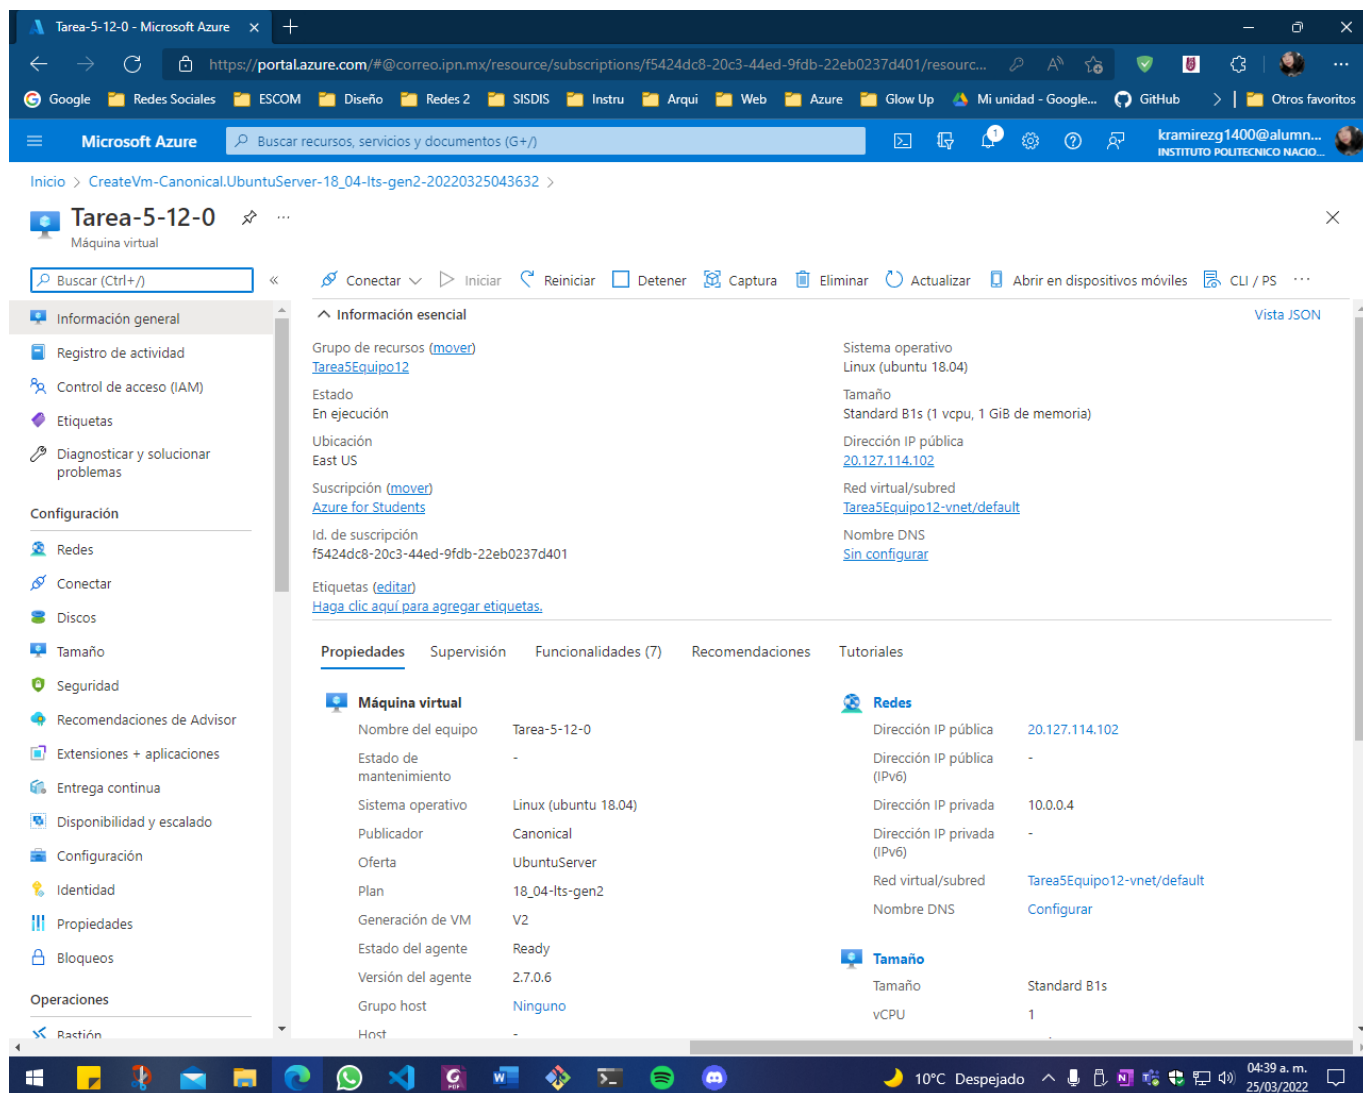 Tarea-5-12-0 - Microsoft Azure
https://portal.azure.com/#@correo.ipn.mx/resource/subscriptions/f5424dc8-20c3-44ed-9fdb-22eb0237d401/resourc...
Google Redes Sociales ESCOM Diseño Redes 2 SISDIS Instru Arqui Web Azure Glow Up Mi unidad - Google... GitHub Otros favoritos
Microsoft Azure
Buscar recursos, servicios y documentos (G+/)
1
kramirezg1400@alumn...
INSTITUTO POLITECNICO NACIO...
Inicio > CreateVm-Canonical.UbuntuServer-18_04-lts-gen2-20220325043632 >
Tarea-5-12-0
Máquina virtual
Buscar (Ctrl+/)
Conectar Iniciar Reiniciar Detener Captura Eliminar Actualizar Abrir en dispositivos móviles CLI / PS
Información general
Registro de actividad
Control de acceso (IAM)
Etiquetas
Diagnosticar y solucionar
problemas
Configuración
Redes
Conectar
Discos
Tamaño
Seguridad
Recomendaciones de Advisor
Extensiones + aplicaciones
Entrega continua
Disponibilidad y escalado
Configuración
Identidad
Propiedades
Bloqueos
Operaciones
Bastión
Información esencial
Vista JSON
Grupo de recursos (mover)
Tarea5Equipo12
Estado
En ejecución
Ubicación
East US
Suscripción (mover)
Azure for Students
Id. de suscripción
f5424dc8-20c3-44ed-9fdb-22eb0237d401
Etiquetas (editar)
Haga clic aquí para agregar etiquetas.
Sistema operativo
Linux (ubuntu 18.04)
Tamaño
Standard B1s (1 vcpu, 1 GiB de memoria)
Dirección IP pública
20.127.114.102
Red virtual/subred
Tarea5Equipo12-vnet/default
Nombre DNS
Sin configurar
Propiedades Supervisión Funcionalidades (7) Recomendaciones Tutoriales
Máquina virtual
Nombre del equipo Tarea-5-12-0
Estado de
mantenimiento -
Sistema operativo Linux (ubuntu 18.04)
Publicador Canonical
Oferta UbuntuServer
Plan 18_04-lts-gen2
Generación de VM V2
Estado del agente Ready
Versión del agente 2.7.0.6
Grupo host Ninguno
Host -
Redes
Dirección IP pública 20.127.114.102
Dirección IP pública
(IPv6) -
Dirección IP privada 10.0.0.4
Dirección IP privada
(IPv6) -
Red virtual/subred Tarea5Equipo12-vnet/default
Nombre DNS Configurar
Tamaño
Tamaño Standard B1s
vCPU 1
10°C Despejado
04:39 a. m.
25/03/2022